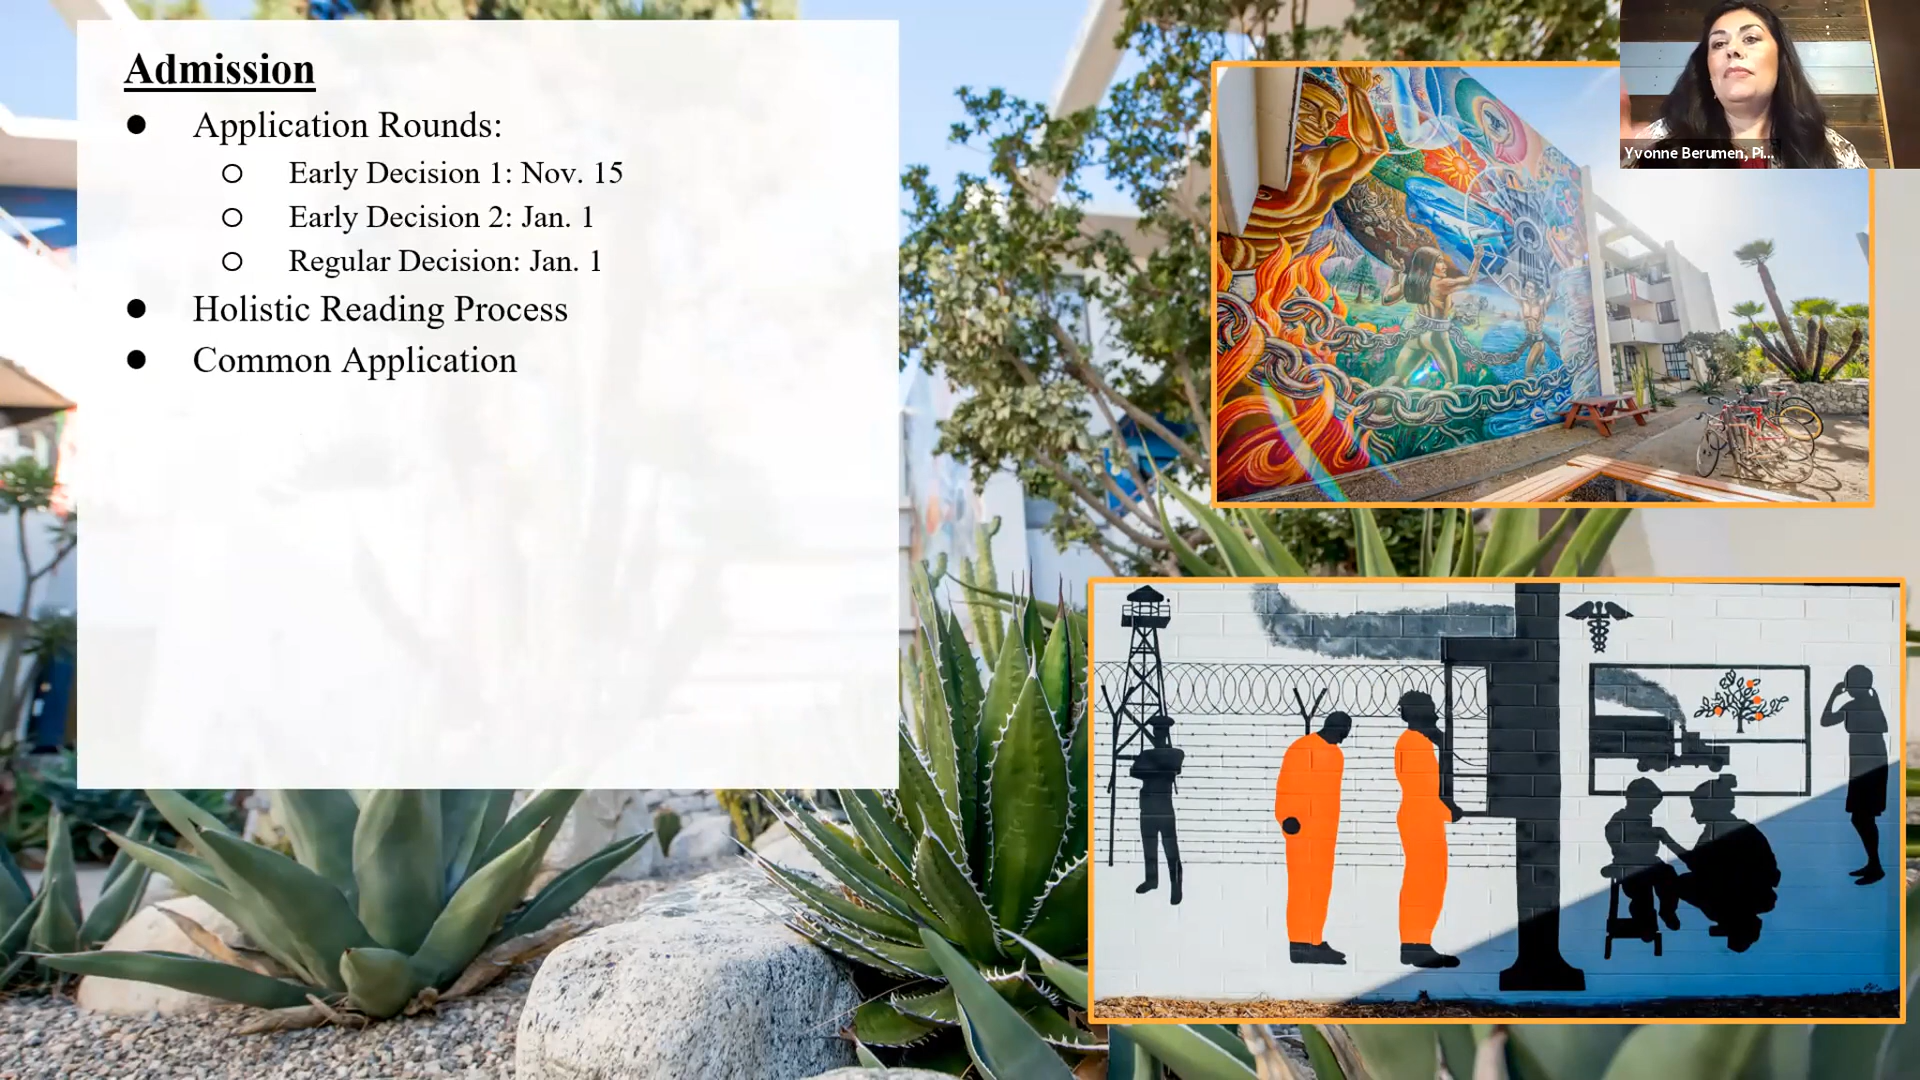 Admission
● Application Rounds:
○ Early Decision 1: Nov. 15
○ Early Decision 2: Jan. 1
○ Regular Decision: Jan. 1
● Holistic Reading Process
● Common Application
Yvonne Berumen, Pi...